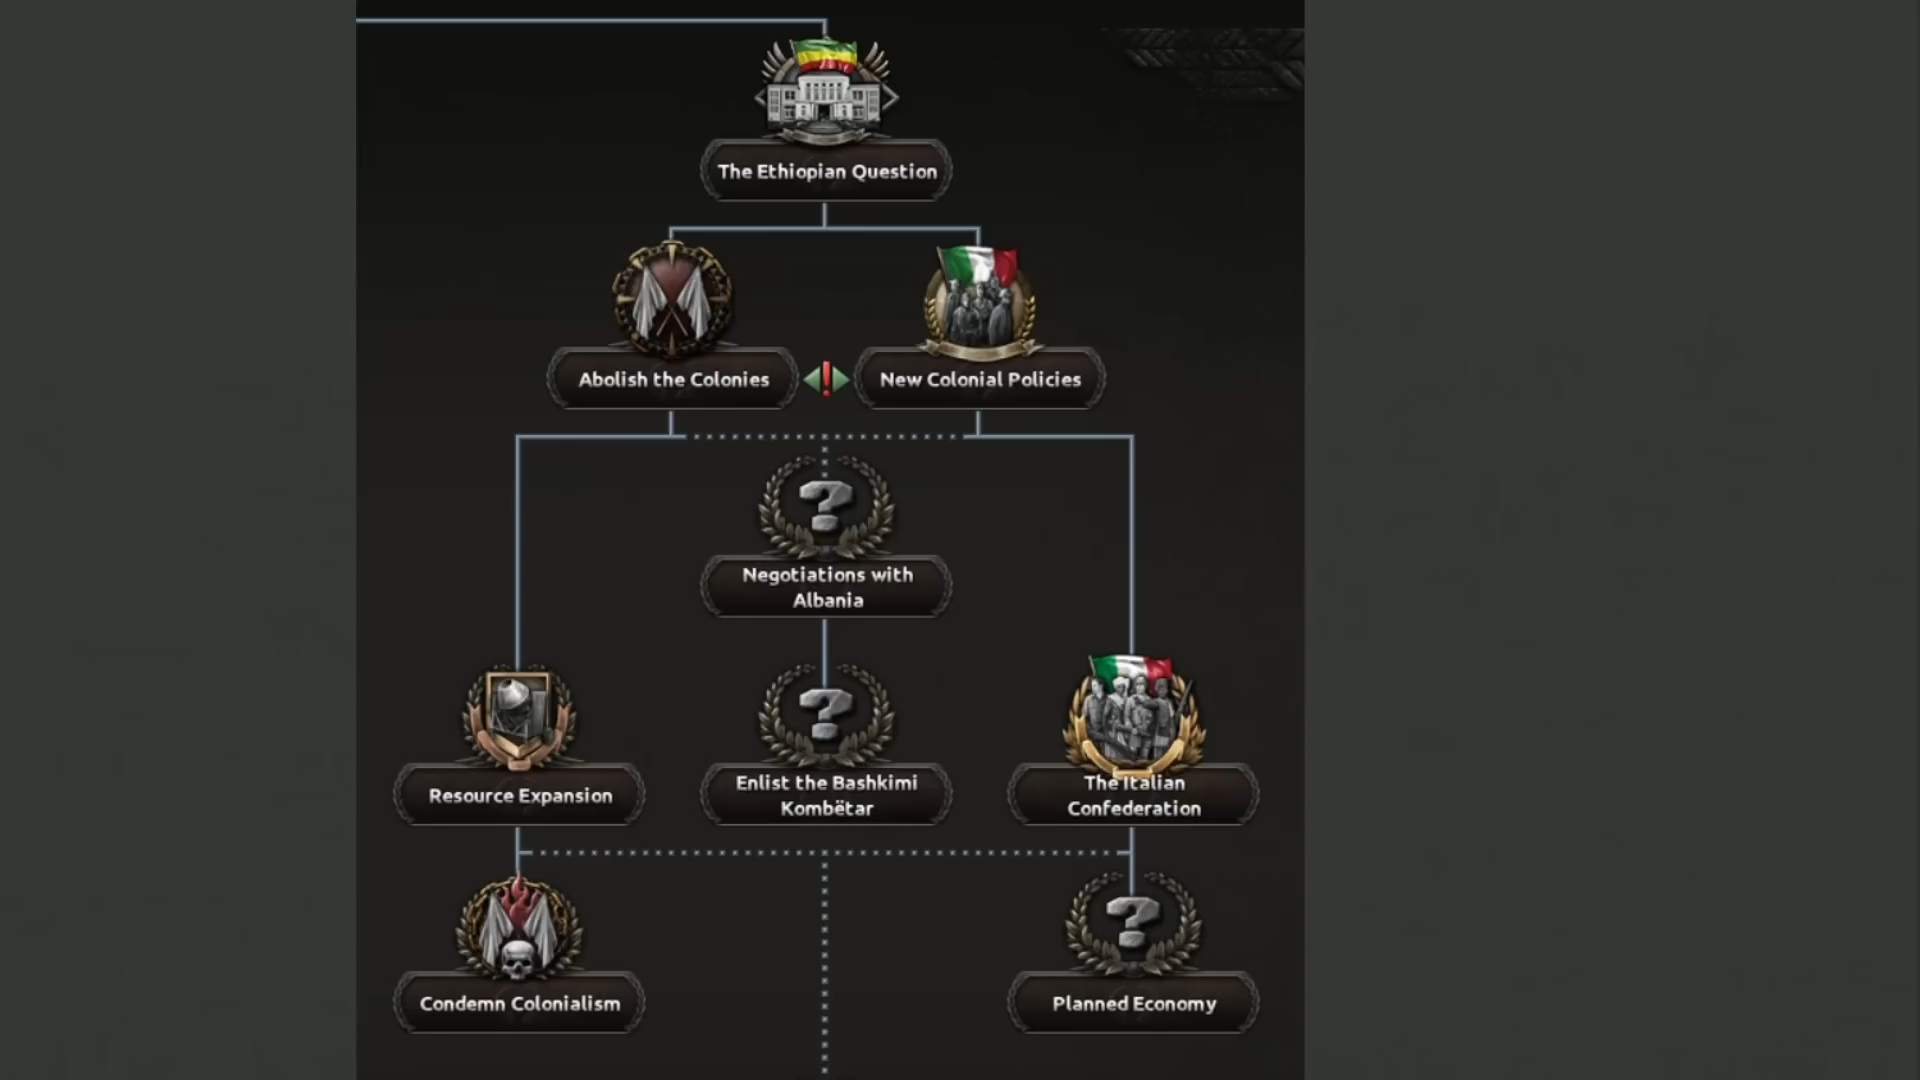 The Ethiopian Question
Abolish the Colonies
New Colonial Policies
Negotiations with
Albania
Resource Expansion
Enlist the Bashkimi
Kombëtar
The Italian
Confederation
Condemn Colonialism
Planned Economy